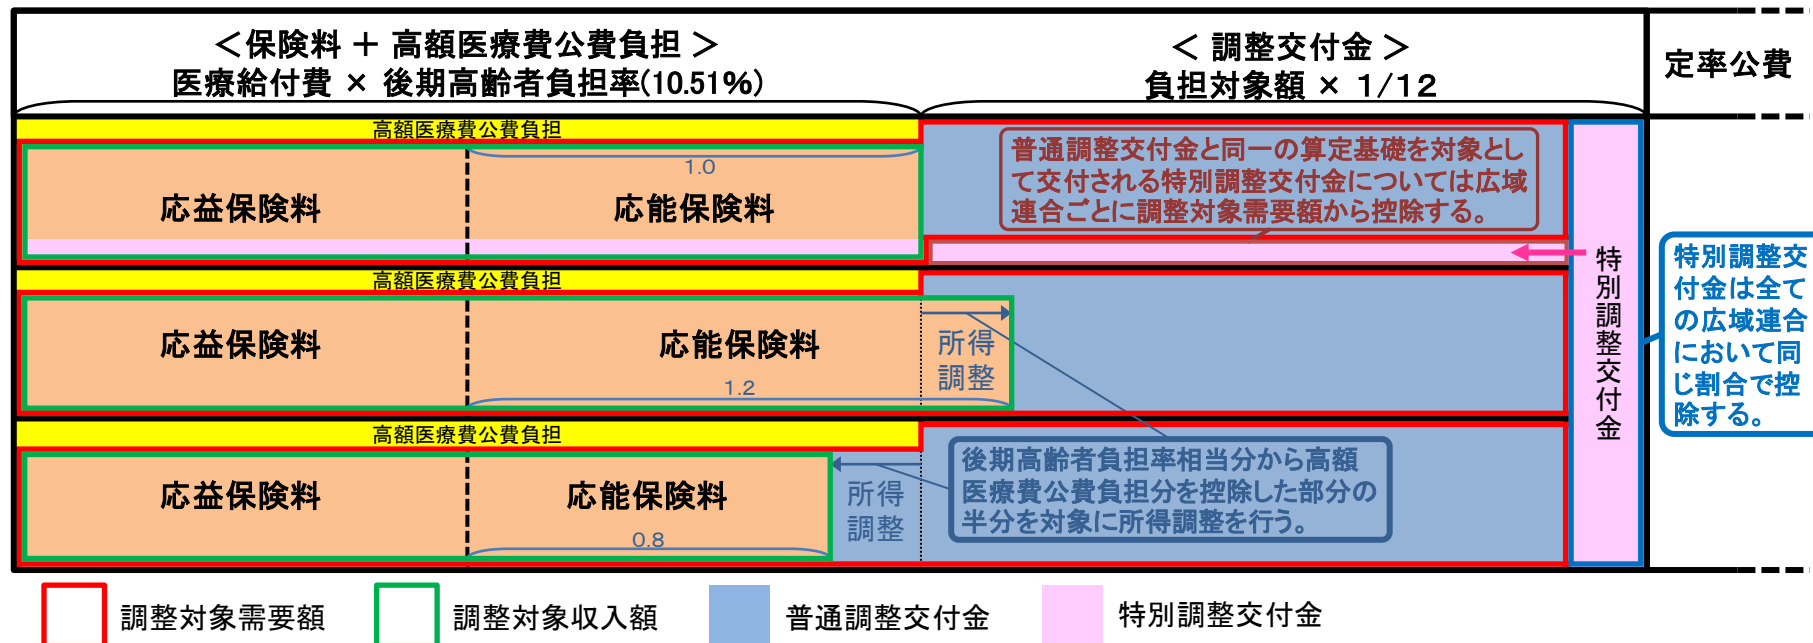 ＜保険料 ＋ 高額医療費公費負担 ＞
医療給付費 × 後期高齢者負担率(10.51%)
＜ 調整交付金 ＞
負担対象額 × 1/12
定率公費
高額医療費公費負担
1.0
応益保険料
応能保険料
普通調整交付金と同一の算定基礎を対象とし
て交付される特別調整交付金については広域
連合ごとに調整対象需要額から控除する。
高額医療費公費負担
応益保険料
応能保険料
所得
調整
1.2
特別調整交付金
特別調整交
付金は全て
の広域連合
において同
じ割合で控
除する。
高額医療費公費負担
応益保険料
応能保険料
所得
調整
0.8
後期高齢者負担率相当分から高額
医療費公費負担分を控除した部分の
半分を対象に所得調整を行う。
調整対象需要額
調整対象収入額
普通調整交付金
特別調整交付金